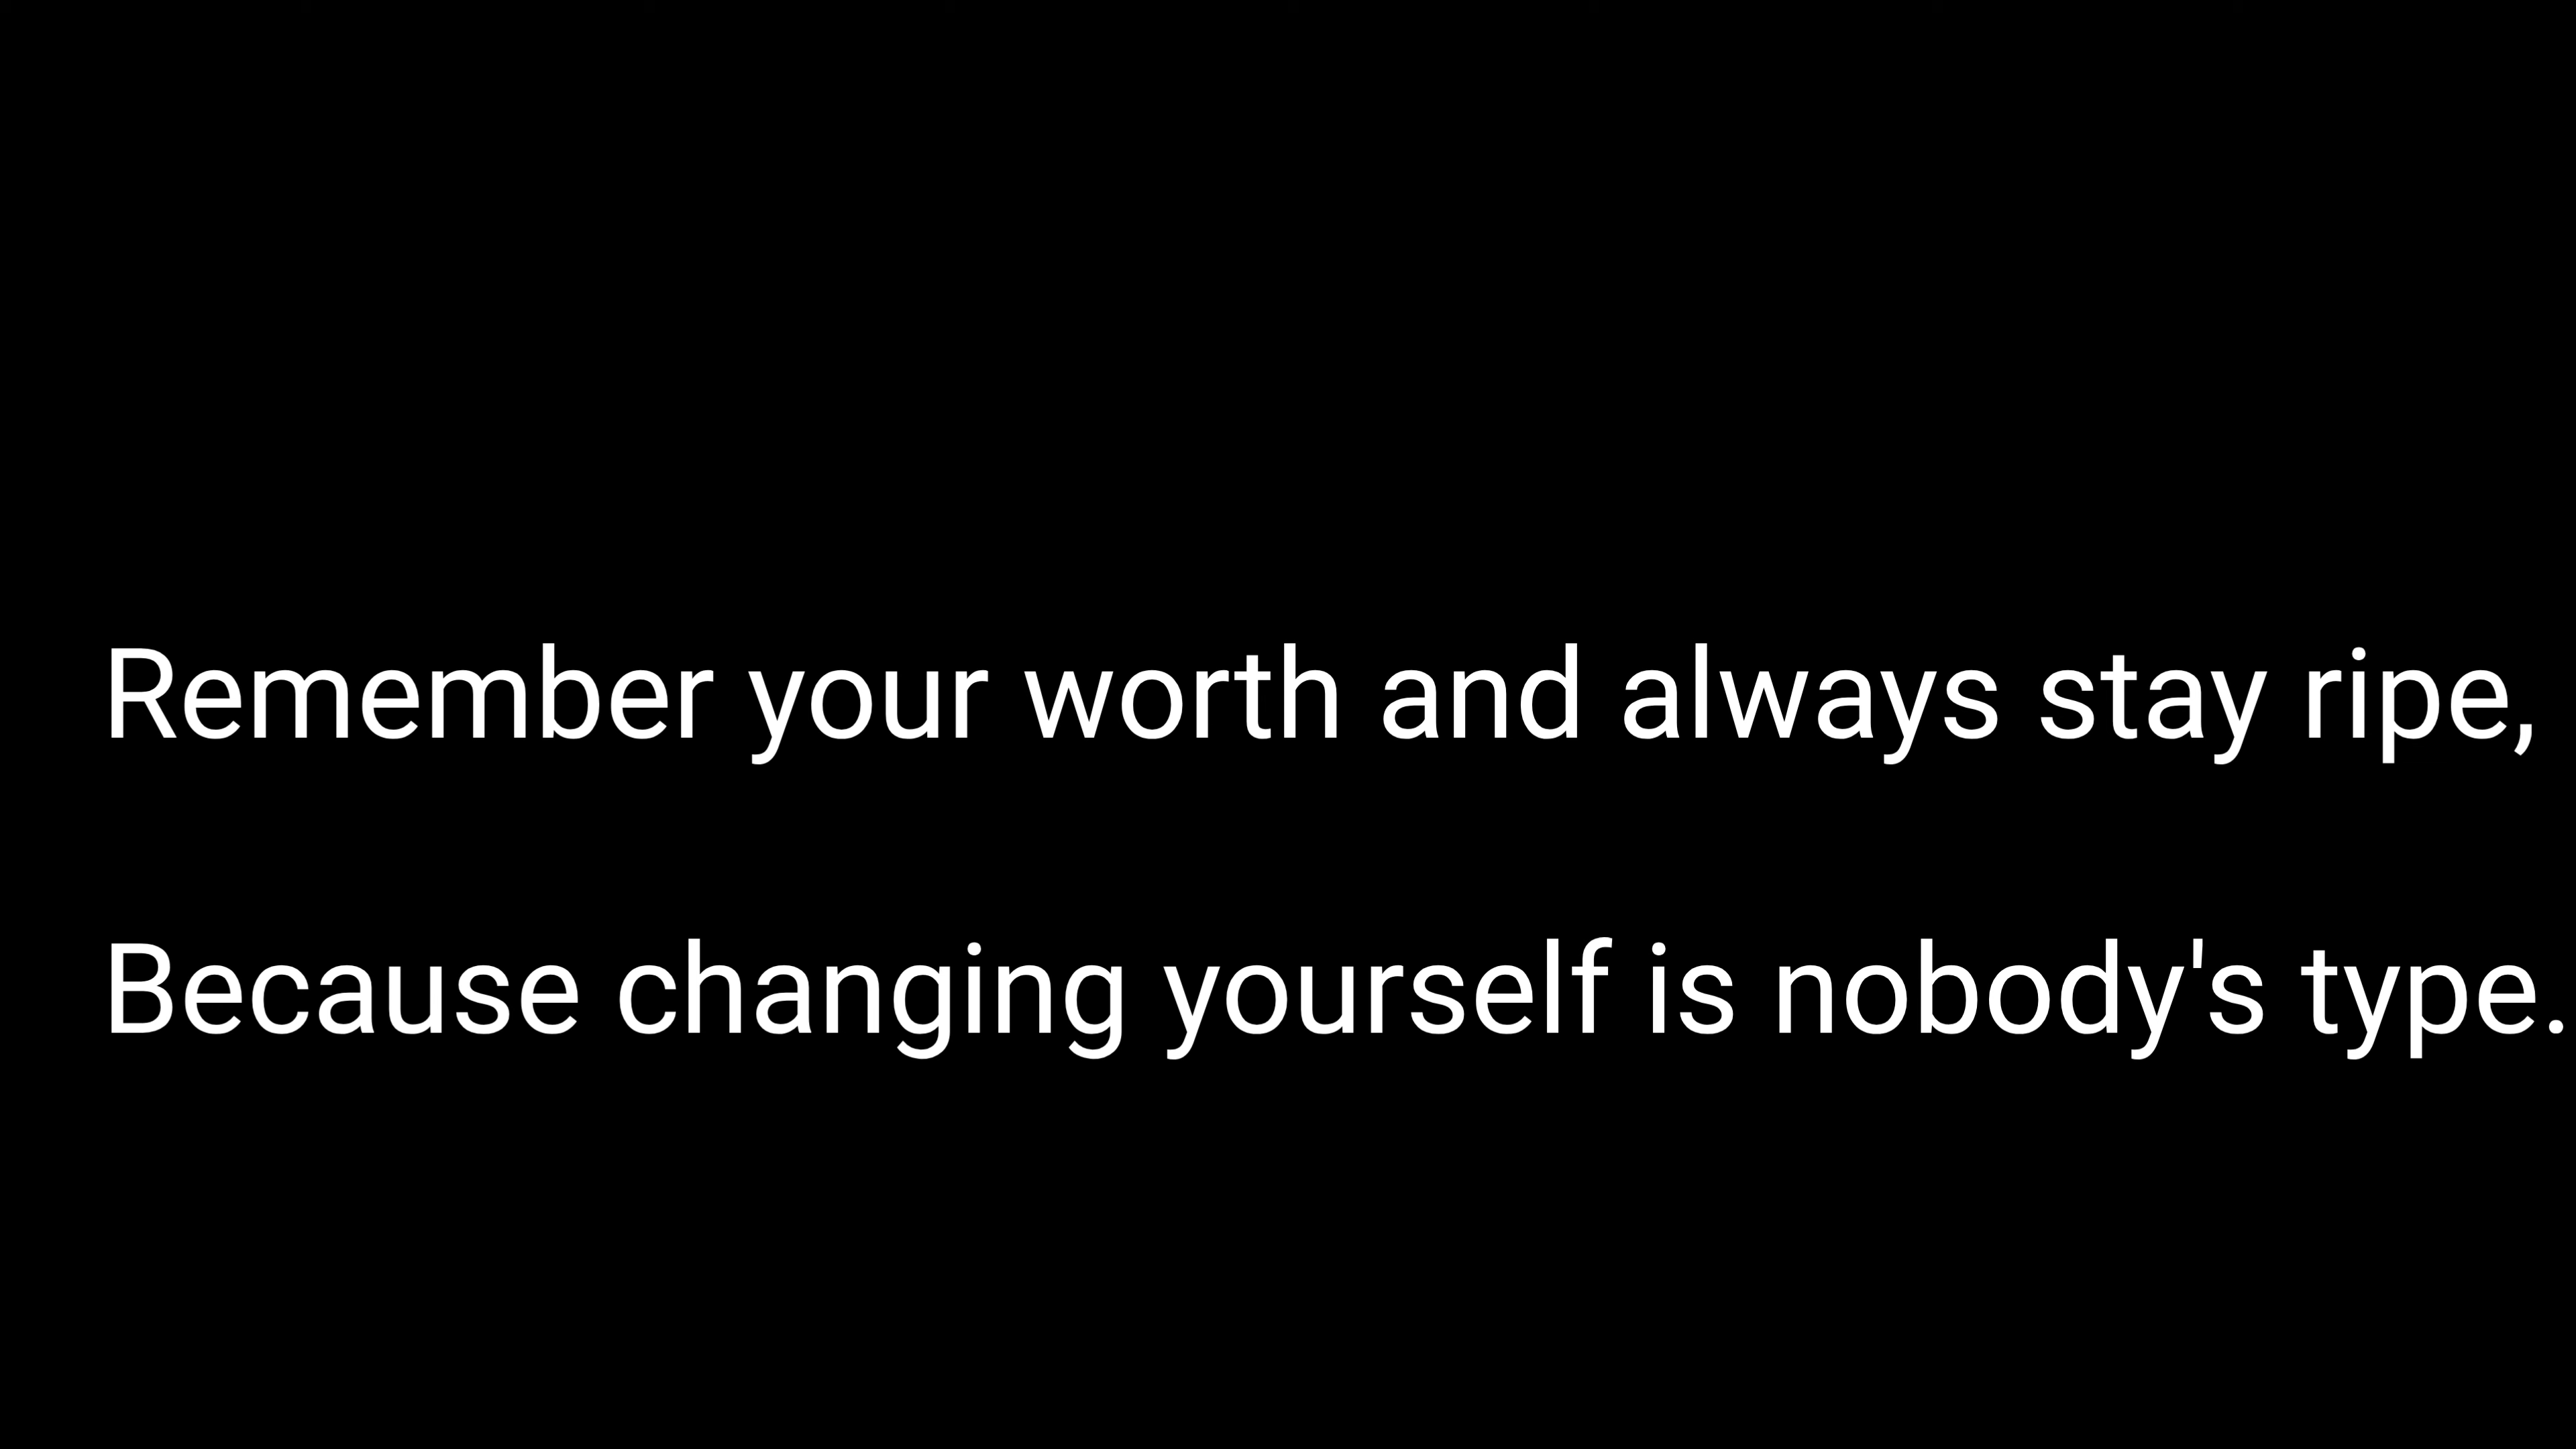 Remember your worth and always stay ripe,
Because changing yourself is nobody's type.